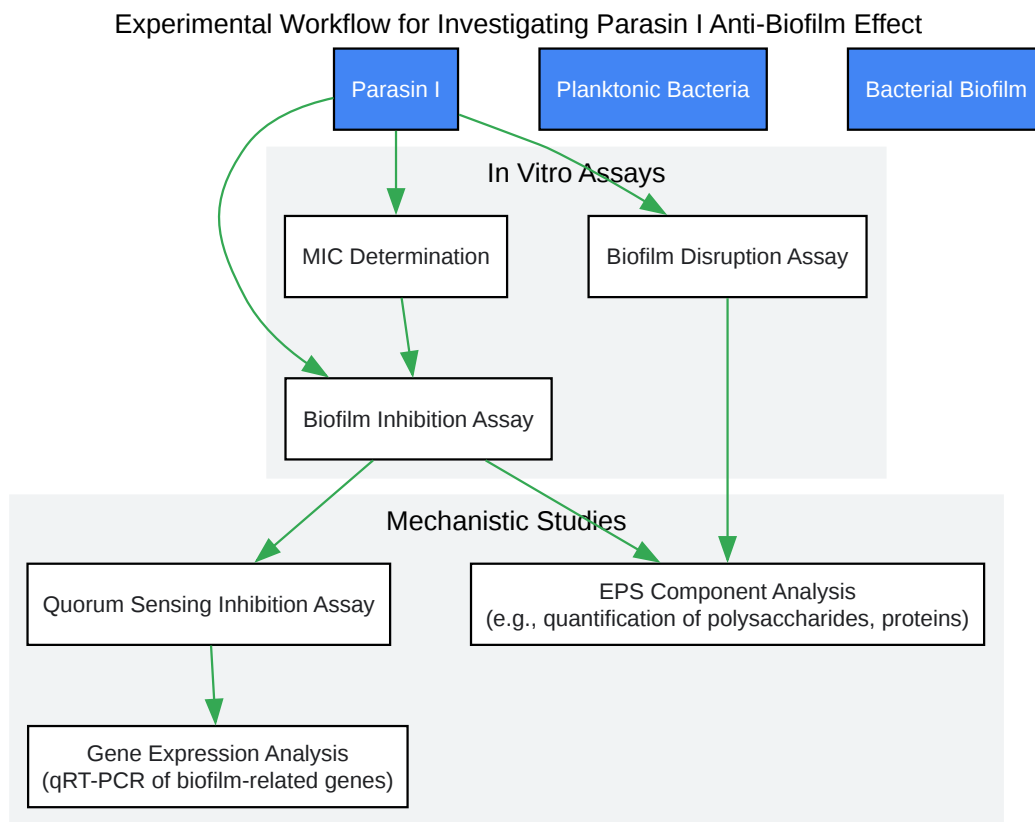 Experimental Workflow for Investigating Parasin I Anti-Biofilm Effect
Parasin I
Planktonic Bacteria
Bacterial Biofilm
In Vitro Assays
MIC Determination
Biofilm Disruption Assay
Biofilm Inhibition Assay
Mechanistic Studies
Quorum Sensing Inhibition Assay
EPS Component Analysis
(e.g., quantification of polysaccharides, proteins)
Gene Expression Analysis
(qRT-PCR of biofilm-related genes)